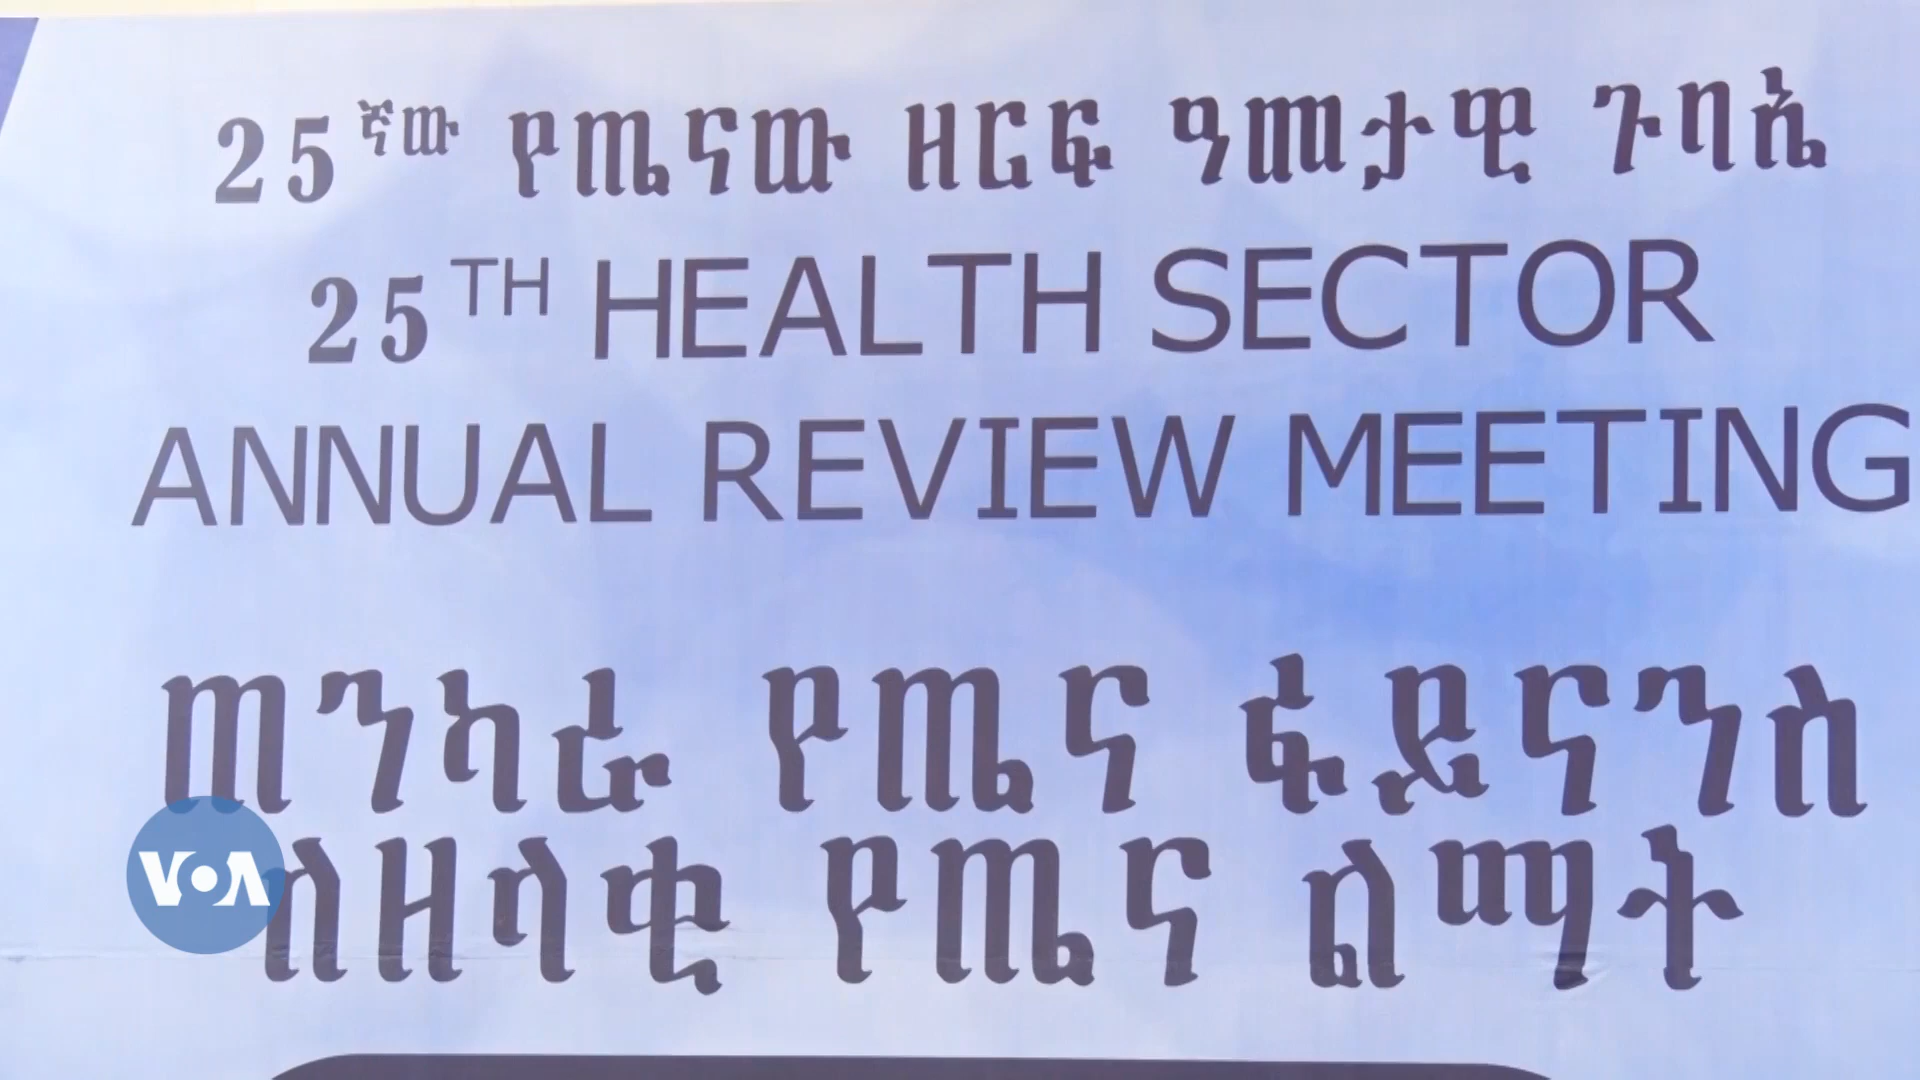 25ኛው የጤናው ዘርፍ ዓመታዊ ጉባኤ
25TH HEALTH SECTOR
ANNUAL REVIEW MEETING
ጠንካራ የጤና ፋይናንስ
ለዘላቂ የጤና ልማት
VOA